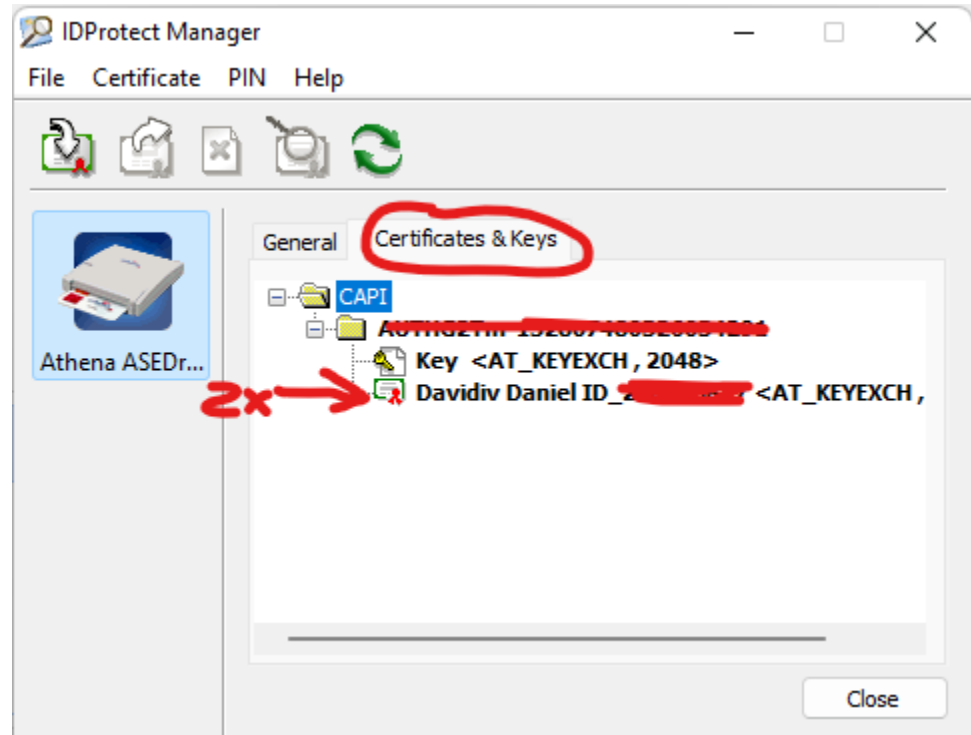 IDProtect Manager
File Certificate PIN Help
General Certificates & Keys
CAPI
Athena ASEDr...
Key <AT_KEYEXCH , 2048>
2x
Davidiv Daniel ID_ <AT_KEYEXCH ,
Close